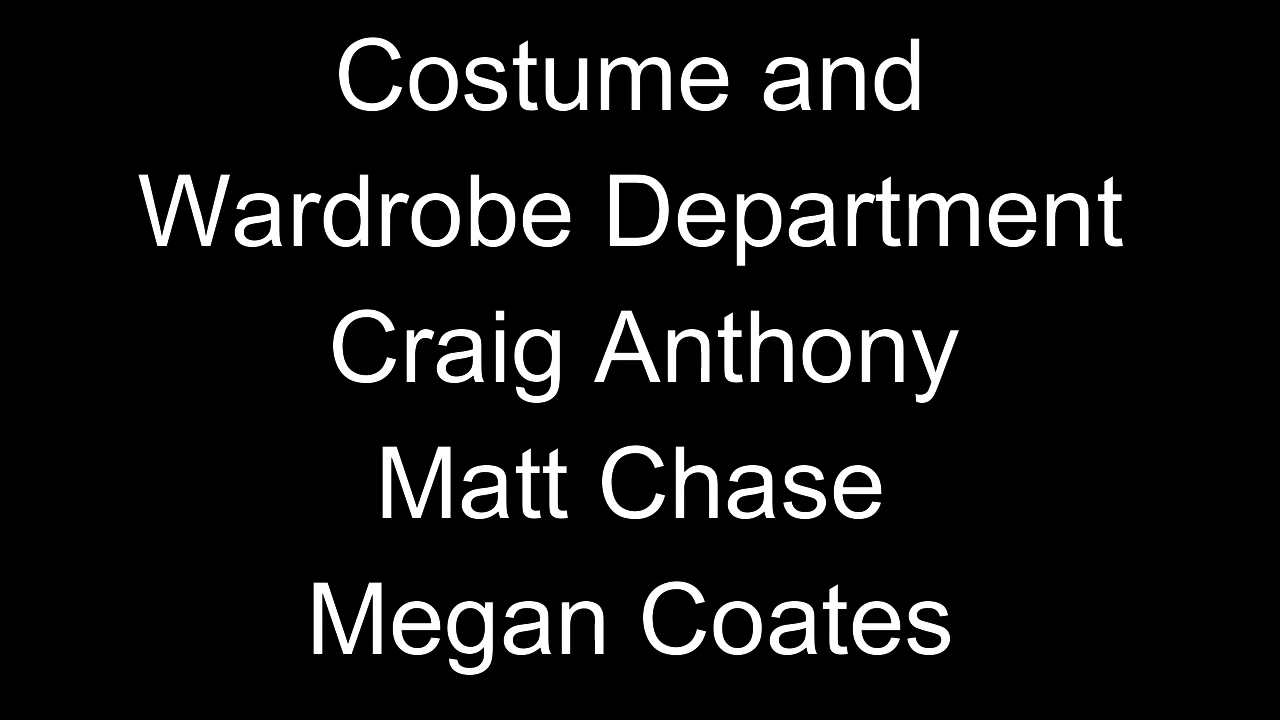 Costume and
Wardrobe Department
Craig Anthony
Matt Chase
Megan Coates